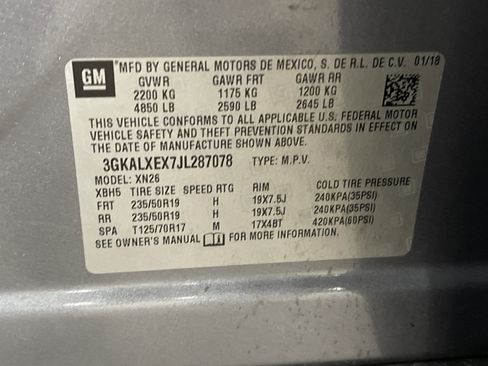 GM MFD BY GENERAL MOTORS DE MEXICO, S. DE R.L. DE C.V. 01/18
GVWR GAWR FRT GAWR RR
2200 KG 1175 KG 1200 KG
4850 LB 2590 LB 2645 LB
THIS VEHICLE CONFORMS TO ALL APPLICABLE U.S. FEDERAL MOTOR
VEHICLE SAFETY AND THEFT PREVENTION STANDARDS IN EFFECT ON
THE DATE OF MANUFACTURE SHOWN ABOVE.
3GKALXEX7JL287078 TYPE: M.P.V.
MODEL: XN26
XBH5 TIRE SIZE SPEED RTG RIM COLD TIRE PRESSURE
FRT 235/50R19 H 19X7.5J 240KPA(35PSI)
RR 235/50R19 H 19X7.5J 240KPA(35PSI)
SPA T125/70R17 M 17X4BT 420KPA(60PSI)
SEE OWNER'S MANUAL FOR MORE INFORMATION.